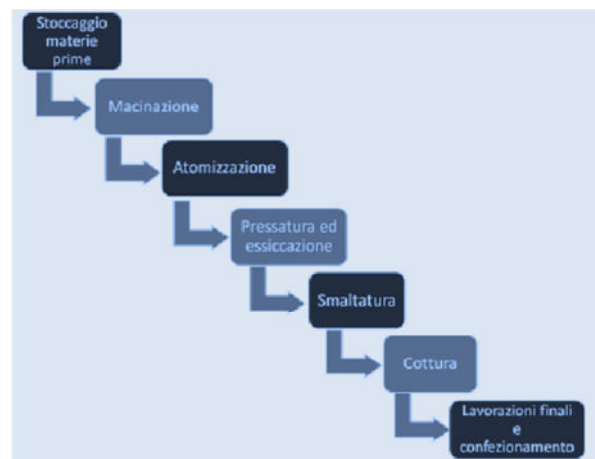 Stoccaggio
materie
prime
Macinazione
Atomizzazione
Pressatura ed
essiccazione
Smaltatura
Cottura
Lavorazioni finali
e
confezionamento